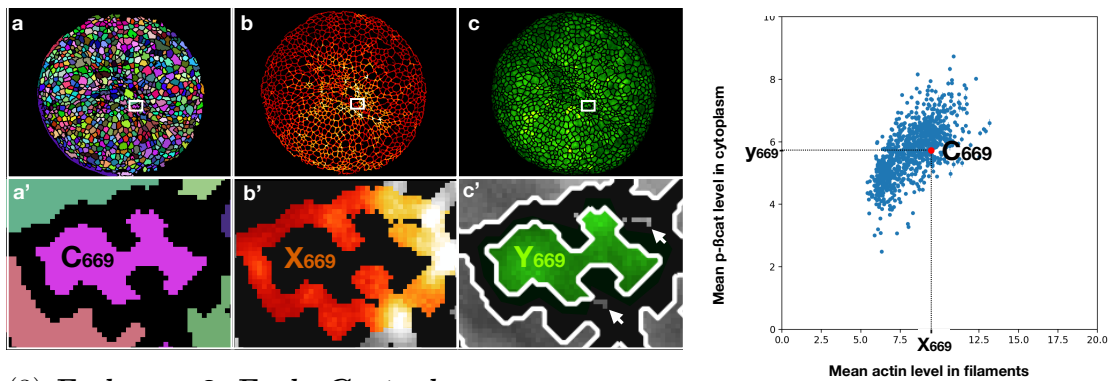 a
b
c
a'
C669
b'
X669
c'
Y669
10
8
6
4
2
0
0.0 2.5 5.0 7.5 10.0 12.5 15.0 17.5 20.0
y669
C669
X669
Mean p-ßcat level in cytoplasm
Mean actin level in filaments